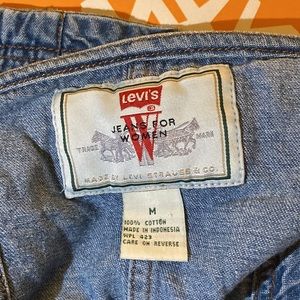 Levi's
JEANS FOR
WOMEN
W
TRADE MARK
MADE BY LEVI STRAUSS & CO.
M
100% COTTON
MADE IN INDONESIA
WPL 423
CARE ON REVERSE